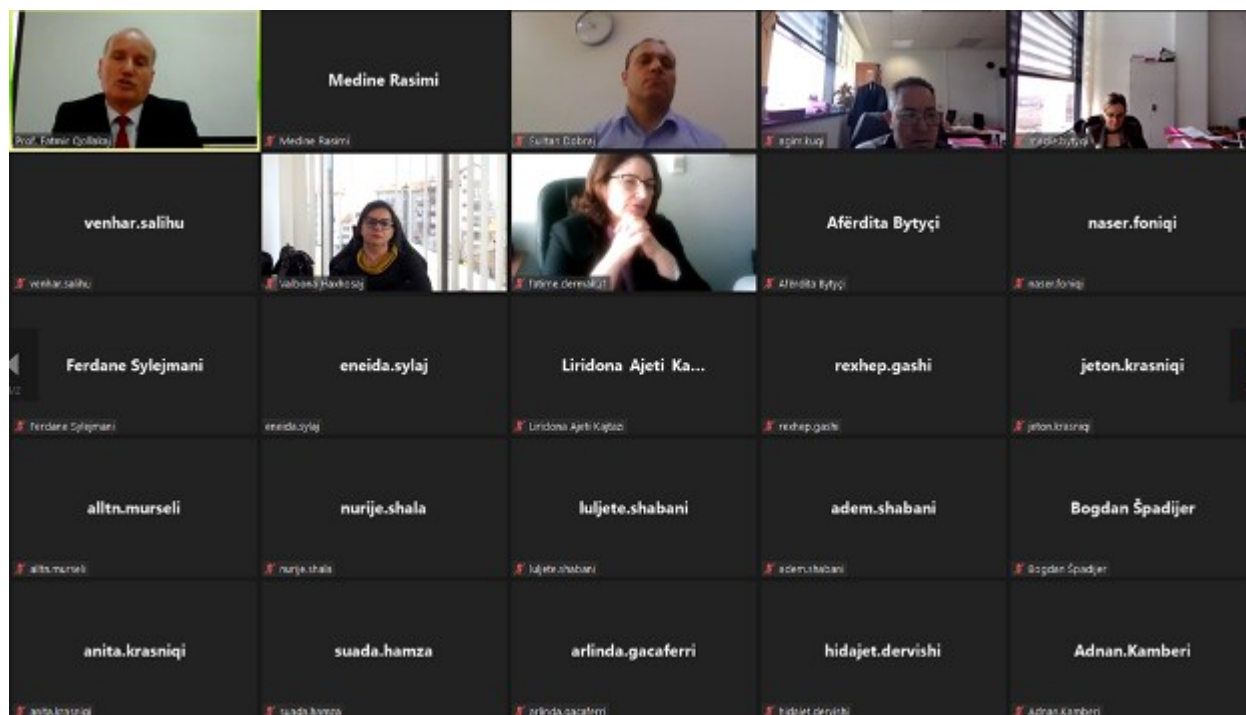 Medine Rasimi
Prof. Fatmir Qollakaj
Medine Rasimi
Sultan Dobraj
agim.kuqi
venhar.salihu
Afërdita Bytyçi
naser.foniqi
venhar.salihu
Valbona Haxhosaj
Afërdita Bytyçi
naser.foniqi
Ferdane Sylejmani
eneida.sylaj
Liridona Ajeti Ka...
rexhep.gashi
jeton.krasniqi
Ferdane Sylejmani
eneida.sylaj
Liridona Ajeti Kajtazi
rexhep.gashi
jeton.krasniqi
alltn.murseli
nurije.shala
luljete.shabani
adem.shabani
Bogdan Špadijer
alltn.murseli
nurije.shala
luljete.shabani
adem.shabani
Bogdan Špadijer
anita.krasniqi
suada.hamza
arlinda.gacaferri
hidajet.dervishi
Adnan.Kamberi
anita.krasniqi
suada.hamza
arlinda.gacaferri
hidajet.dervishi
Adnan.Kamberi